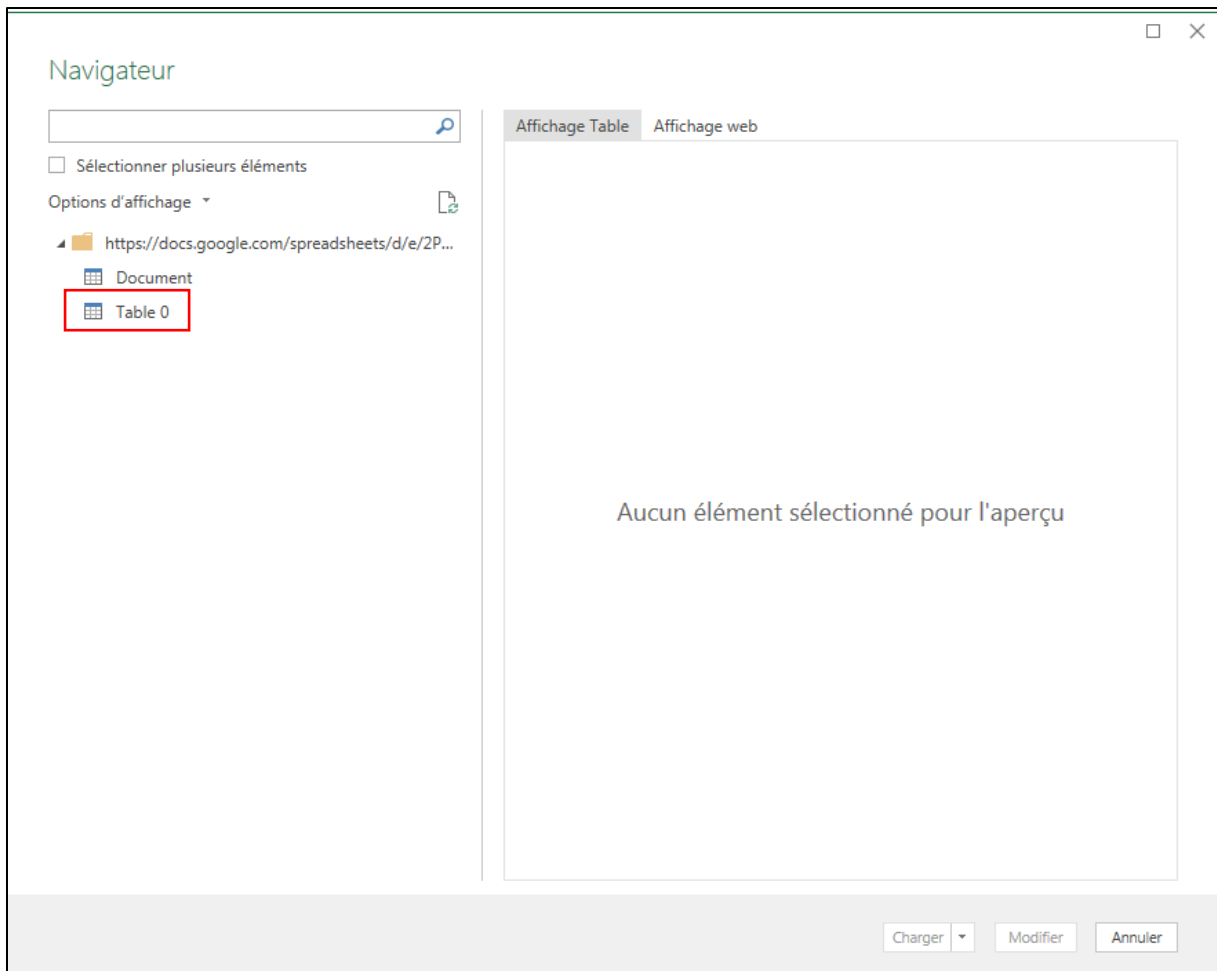 Navigateur
Sélectionner plusieurs éléments
Options d'affichage
https://docs.google.com/spreadsheets/d/e/2P...
Document
Table 0
Affichage Table Affichage web
Aucun élément sélectionné pour l'aperçu
Charger Modifier Annuler